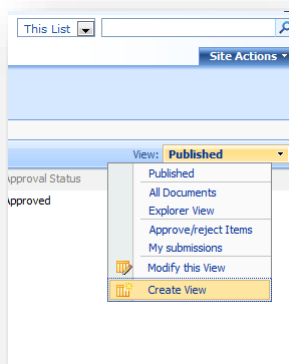 This List
Site Actions
View: Published
Approval Status
Published
Approved
All Documents
Explorer View
Approve/reject Items
My submissions
Modify this View
Create View